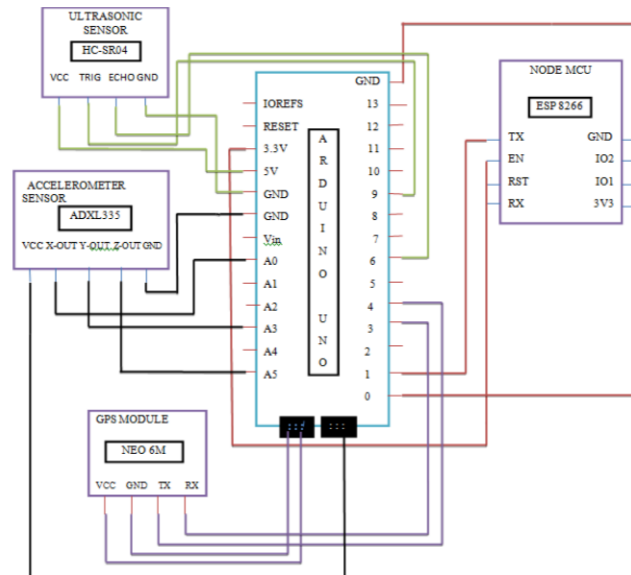 ULTRASONIC
SENSOR
HC-SR04
VCC TRIG ECHO GND
ACCELEROMETER
SENSOR
ADXL335
VCC X-OUT Y-OUT Z-OUT GND
GPS MODULE
NEO 6M
VCC GND TX RX
GND
IOREFS
RESET
3.3V
5V
GND
GND
Vin
A0
A1
A2
A3
A4
A5
ARDUINO UNO
13
12
11
10
9
8
7
6
5
4
3
2
1
0
NODE MCU
ESP 8266
TX GND
EN IO2
RST IO1
RX 3V3